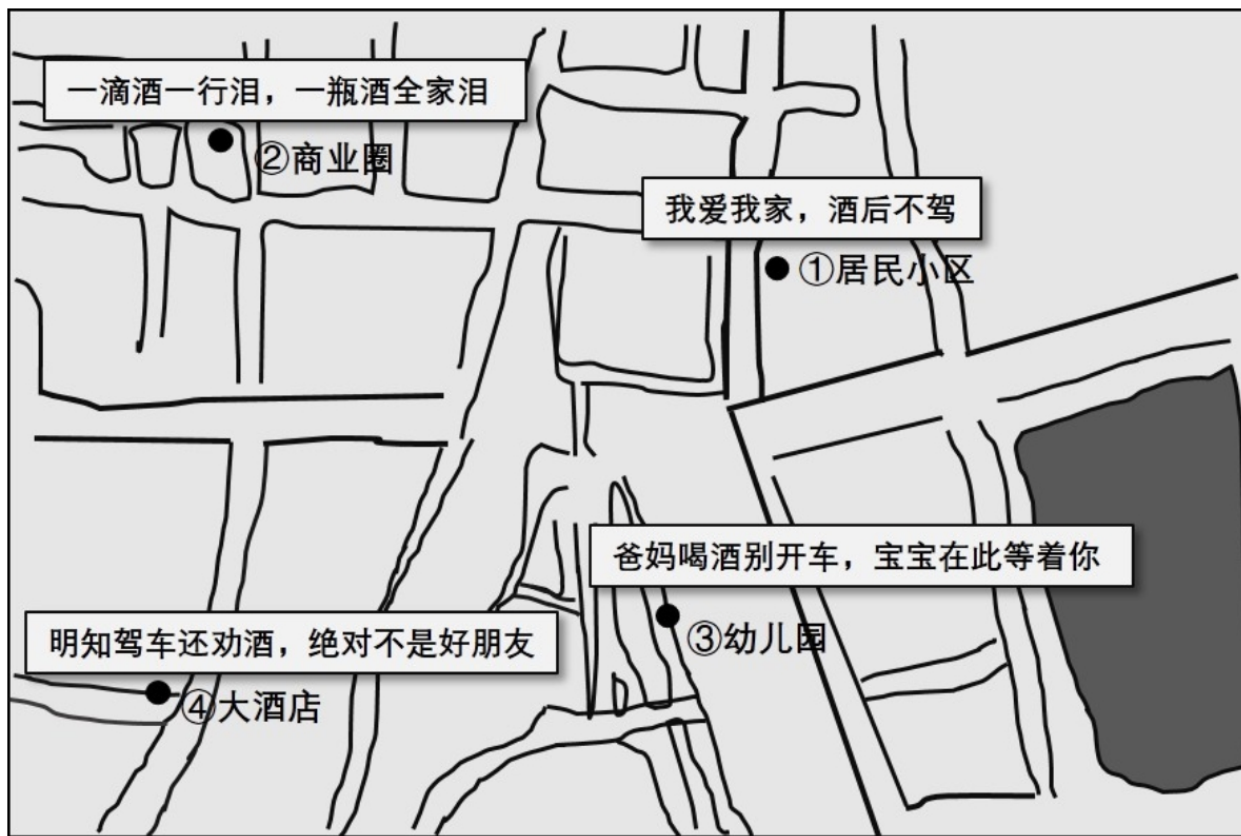 一滴酒一行泪，一瓶酒全家泪
②商业圈
我爱我家，酒后不驾
①居民小区
爸妈喝酒别开车，宝宝在此等着你
③幼儿园
明知驾车还劝酒，绝对不是好朋友
④大酒店